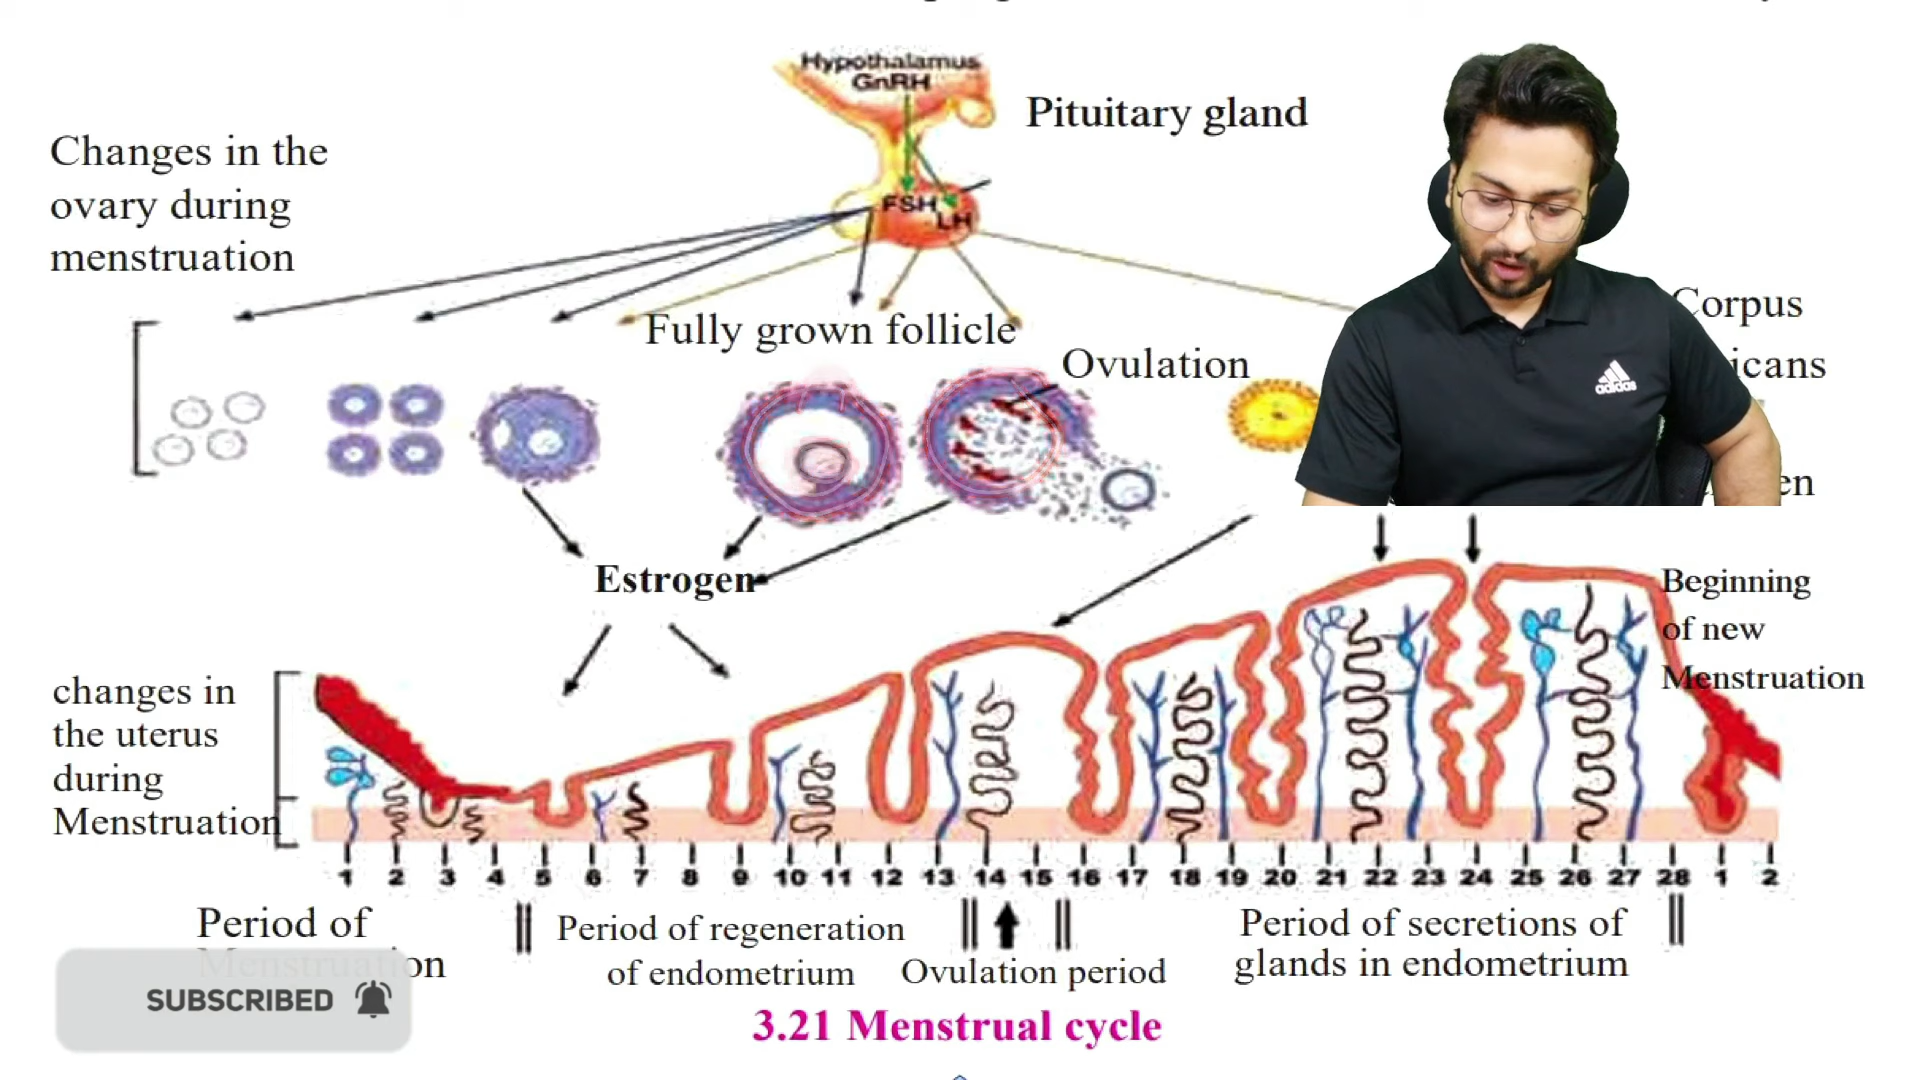 Hypothalamus
GnRH
Pituitary gland
Changes in the
ovary during
menstruation
FSH
LH
Fully grown follicle
Ovulation
Corpus
icans
en
adidas
Estrogen
Beginning
of new
Menstruation
changes in
the uterus
during
Menstruation
1 2 3 4 5 6 7 8 9 10 11 12 13 14 15 16 17 18 19 20 21 22 23 24 25 26 27 28 1 2
Period of
Menstruation
Period of regeneration
of endometrium
Ovulation period
Period of secretions of
glands in endometrium
SUBSCRIBED
3.21 Menstrual cycle